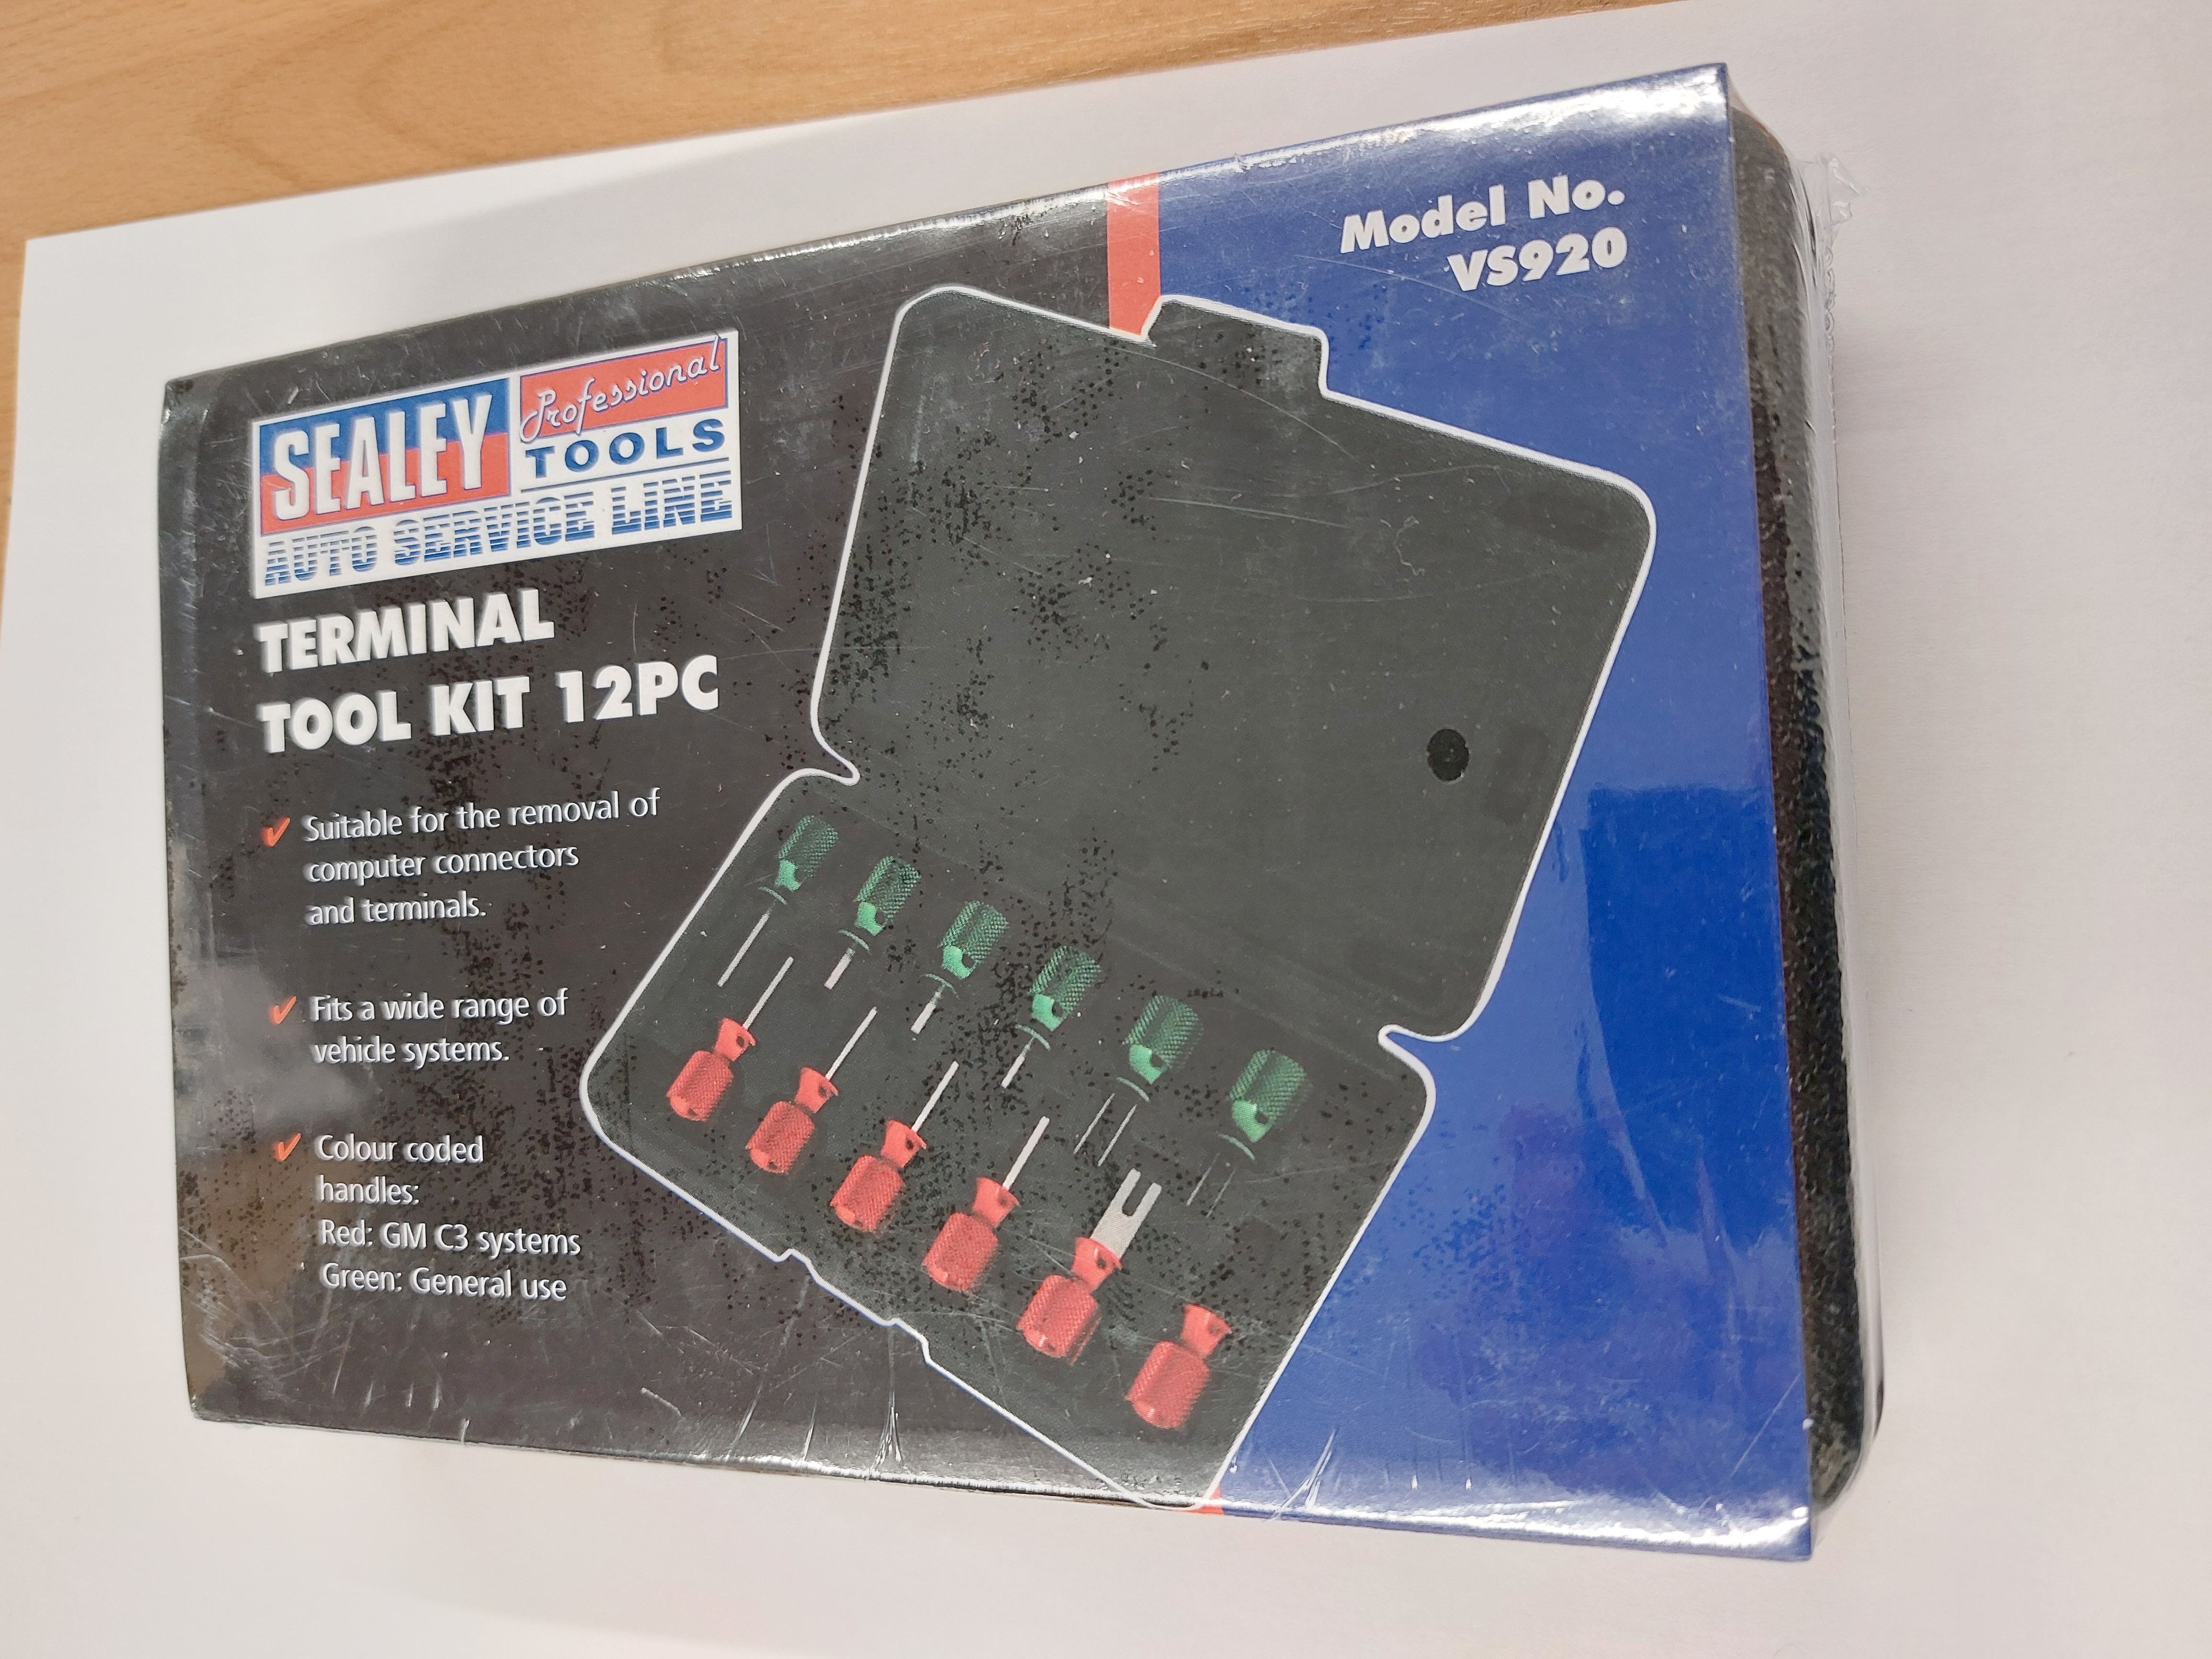 Model No.
VS920
SEALEY
Professional
TOOLS
AUTO SERVICE LINE
TERMINAL
TOOL KIT 12PC
Suitable for the removal of
computer connectors
and terminals.
Fits a wide range of
vehicle systems.
Colour coded
handles:
Red: GM C3 systems
Green: General use